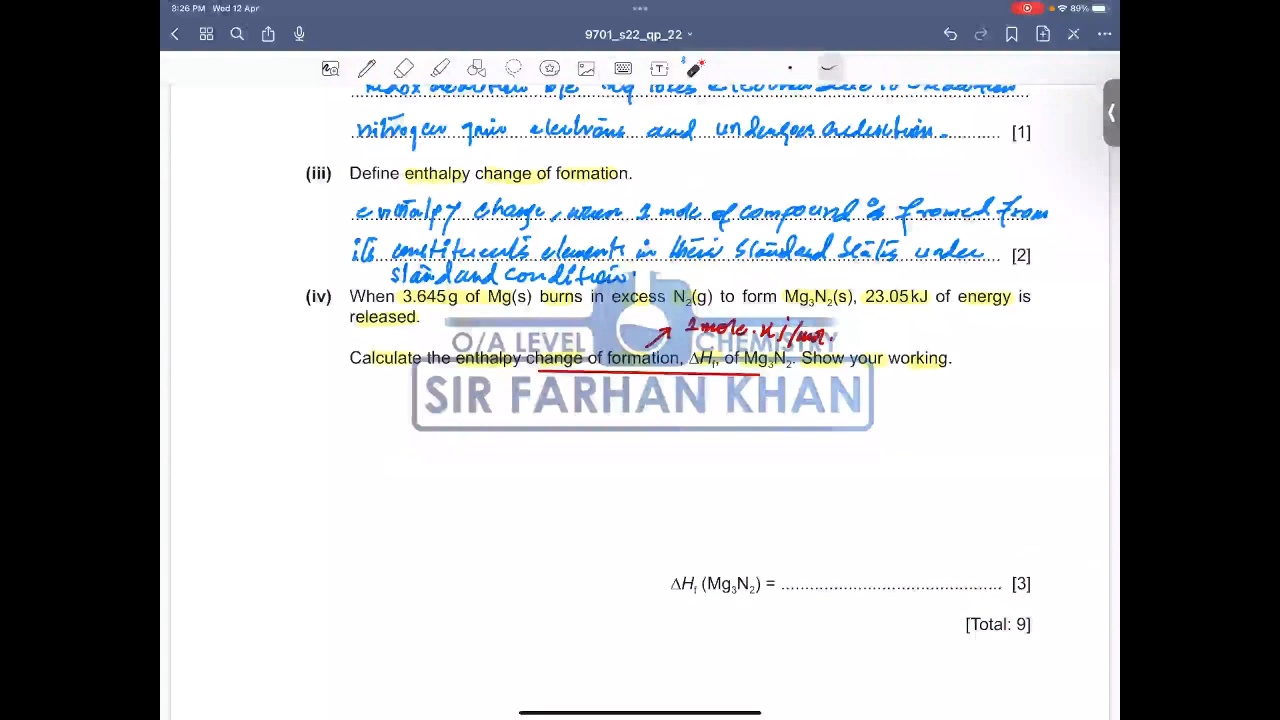 8:26 PM Wed 12 Apr
89%
9701_s22_qp_22
nitrogen gain electrons and undergoes reduction. [1]
(iii) Define enthalpy change of formation.
enthalpy change, when 1 mole of compound is fromed from
its constituents elements in their standard states under [2]
standard condition.
(iv) When 3.645 g of Mg(s) burns in excess N2(g) to form Mg3N2(s), 23.05 kJ of energy is
released.
1 mole. kJ/mol.
O/A LEVEL CHEMISTRY
Calculate the enthalpy change of formation, ΔHf, of Mg3N2. Show your working.
SIR FARHAN KHAN
ΔHf (Mg3N2) = .......................................... [3]
[Total: 9]